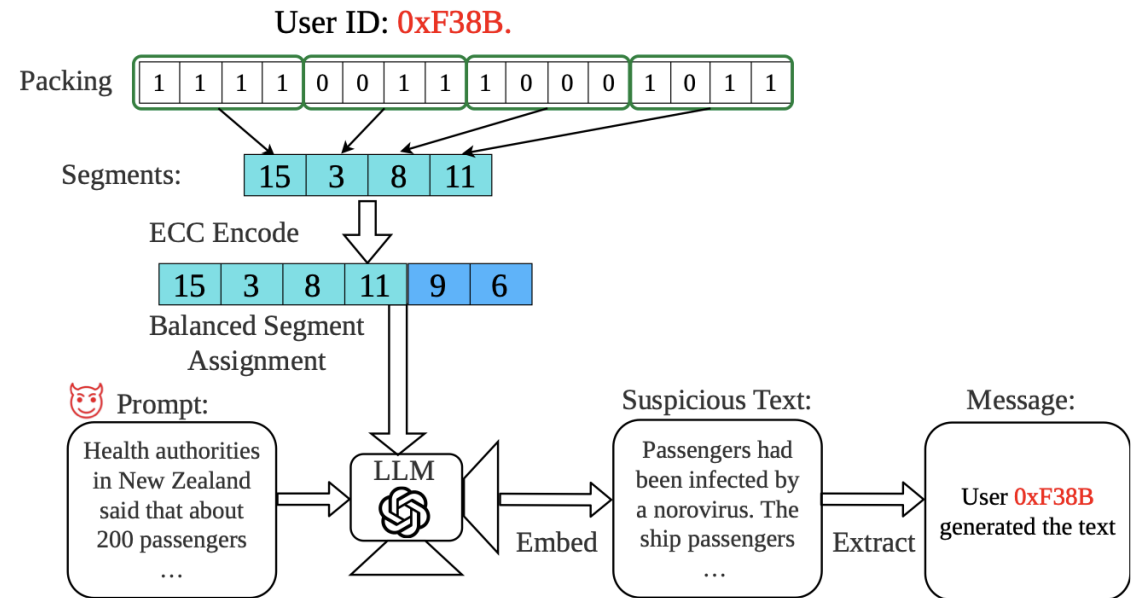 User ID: 0xF38B.
Packing
1 1 1 1 0 0 1 1 1 0 0 0 1 0 1 1
Segments:
15 3 8 11
ECC Encode
15 3 8 11 9 6
Balanced Segment
Assignment
Prompt:
Health authorities
in New Zealand
said that about
200 passengers
...
LLM
Embed
Suspicious Text:
Passengers had
been infected by
a norovirus. The
ship passengers
...
Extract
Message:
User 0xF38B
generated the text